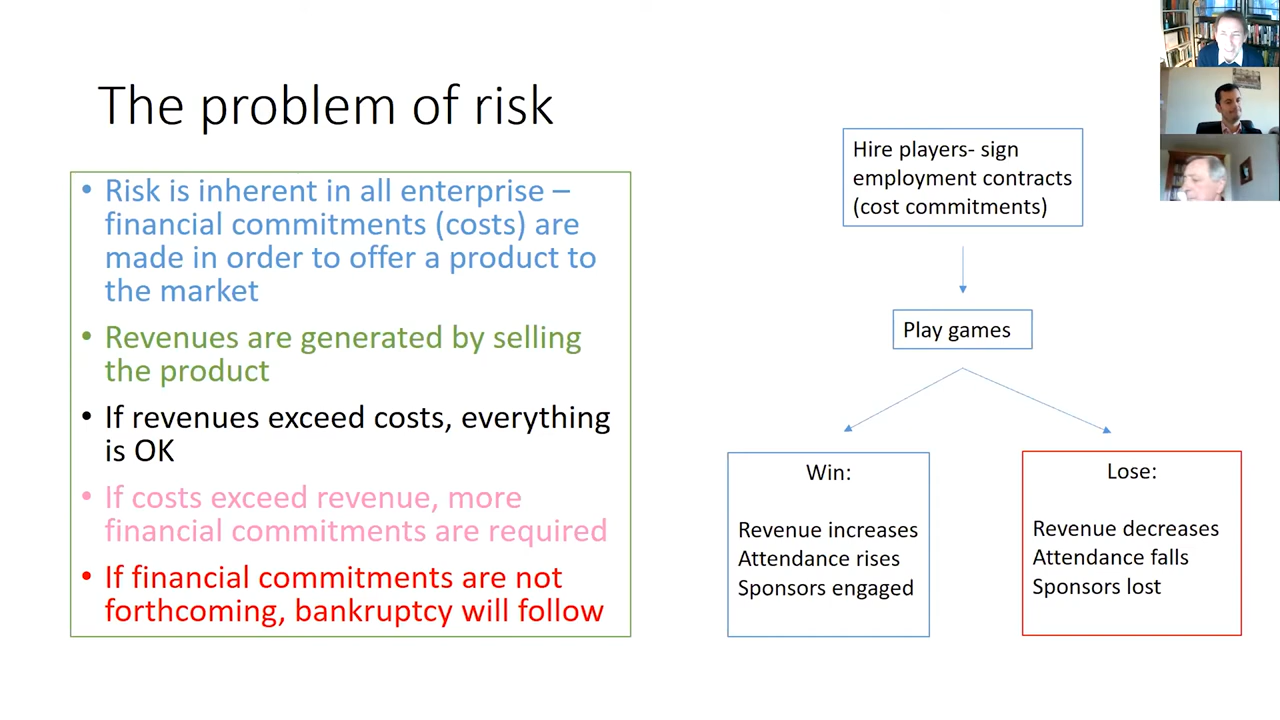 The problem of risk
• Risk is inherent in all enterprise –
financial commitments (costs) are
made in order to offer a product to
the market
• Revenues are generated by selling
the product
• If revenues exceed costs, everything
is OK
• If costs exceed revenue, more
financial commitments are required
• If financial commitments are not
forthcoming, bankruptcy will follow
Hire players- sign
employment contracts
(cost commitments)
Play games
Win:
Revenue increases
Attendance rises
Sponsors engaged
Lose:
Revenue decreases
Attendance falls
Sponsors lost